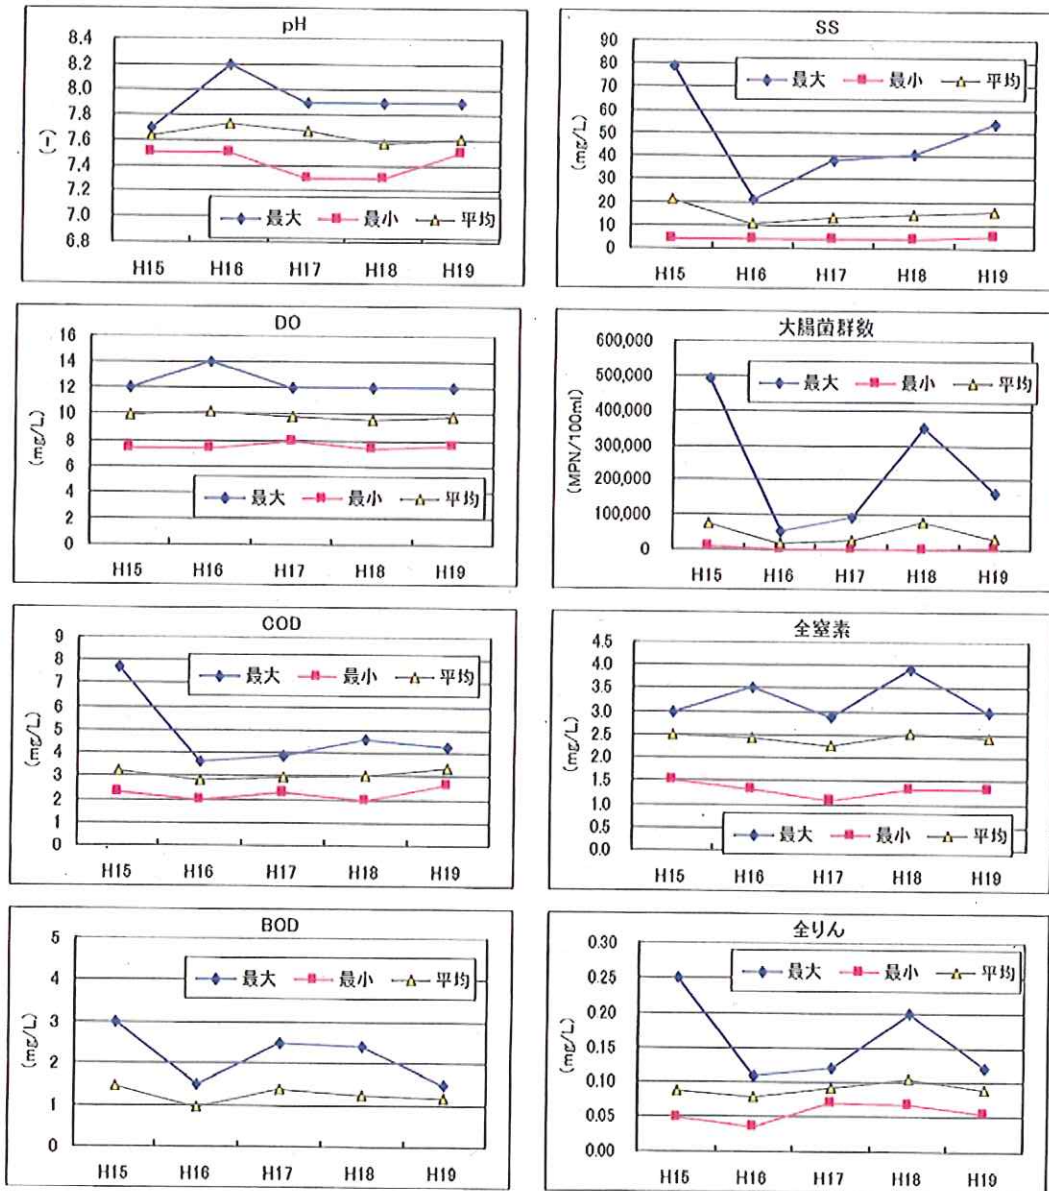 pH
8.4
8.2
8.0
7.8
7.6
7.4
7.2
7.0
6.8
(-)
最大 最小 平均
H15 H16 H17 H18 H19
SS
90
80
70
60
50
40
30
20
10
0
(mg/L)
最大 最小 平均
H15 H16 H17 H18 H19
DO
16
14
12
10
8
6
4
2
0
(mg/L)
最大 最小 平均
H15 H16 H17 H18 H19
大腸菌群数
600,000
500,000
400,000
300,000
200,000
100,000
0
(MPN/100ml)
最大 最小 平均
H15 H16 H17 H18 H19
COD
9
8
7
6
5
4
3
2
1
0
(mg/L)
最大 最小 平均
H15 H16 H17 H18 H19
全窒素
4.5
4.0
3.5
3.0
2.5
2.0
1.5
1.0
0.5
0.0
(mg/L)
最大 最小 平均
H15 H16 H17 H18 H19
BOD
5
4
3
2
1
0
(mg/L)
最大 最小 平均
H15 H16 H17 H18 H19
全りん
0.30
0.25
0.20
0.15
0.10
0.05
0.00
(mg/L)
最大 最小 平均
H15 H16 H17 H18 H19